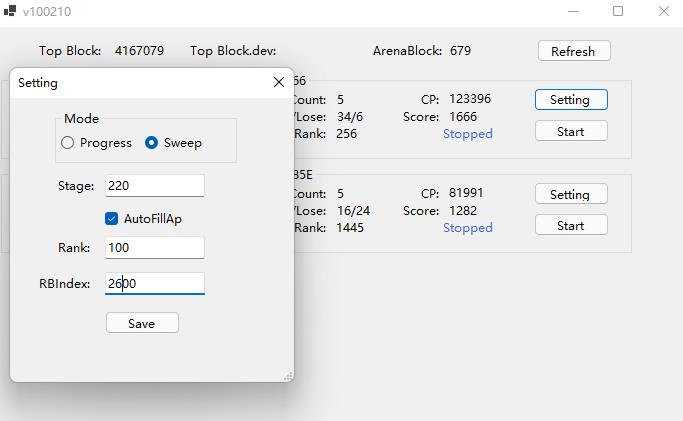 v100210
Top Block: 4167079 Top Block.dev: ArenaBlock: 679 Refresh
Setting
Mode
Progress Sweep
Stage: 220
AutoFillAp
Rank: 100
RBIndex: 2600
Save
66
Count: 5 CP: 123396 Setting
/Lose: 34/6 Score: 1666
Rank: 256 Stopped Start
B5E
Count: 5 CP: 81991 Setting
/Lose: 16/24 Score: 1282
Rank: 1445 Stopped Start